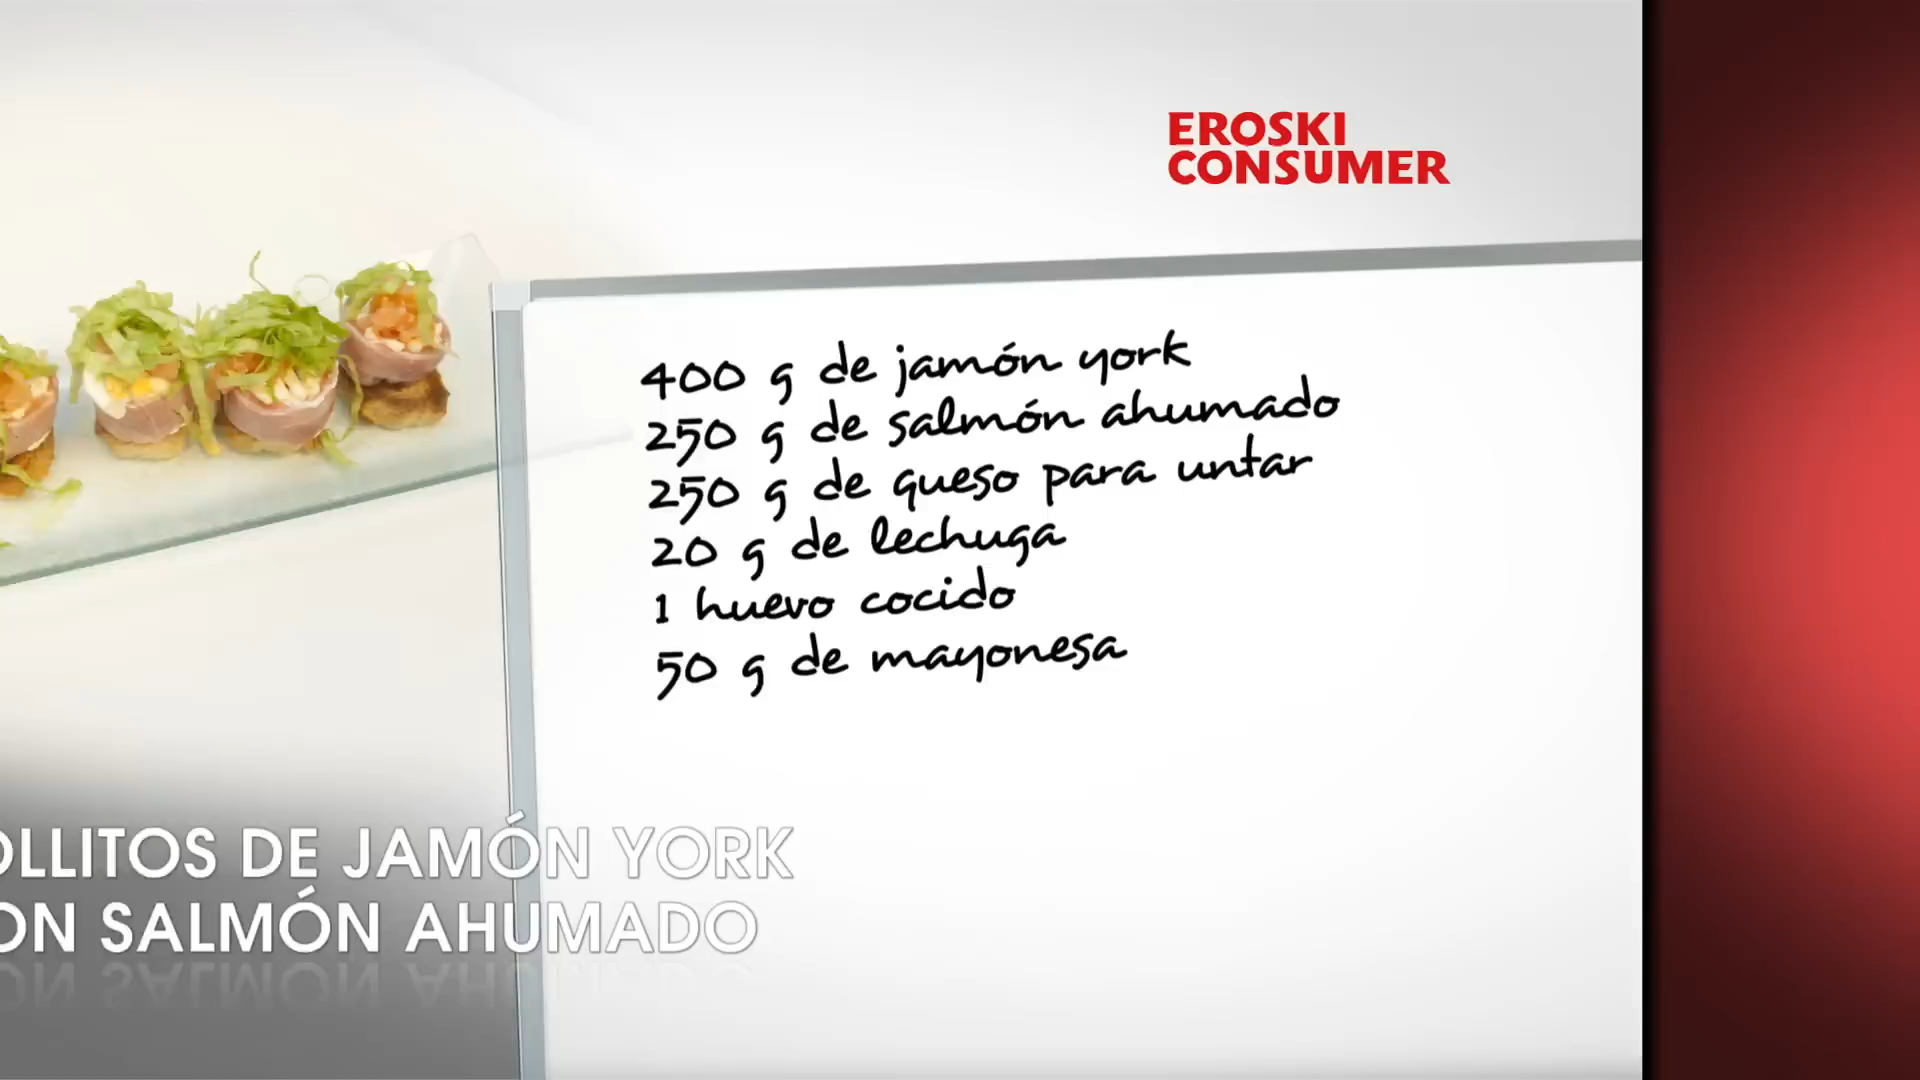 EROSKI
CONSUMER
400 g de jamón york
250 g de salmón ahumado
250 g de queso para untar
20 g de lechuga
1 huevo cocido
50 g de mayonesa
OLLITOS DE JAMÓN YORK
ON SALMÓN AHUMADO